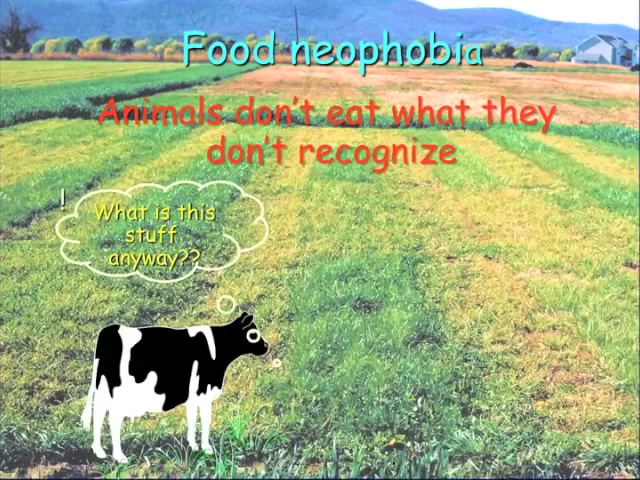 Food neophobia
Animals don't eat what they
don't recognize
!
What is this
stuff
anyway??